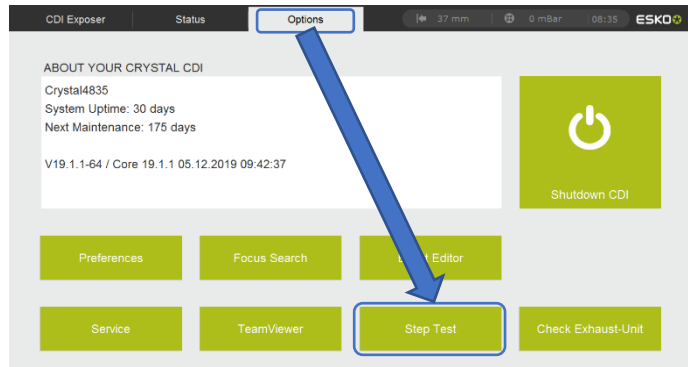 CDI Exposer
Status
Options
37 mm
0 mBar
08:35
ESKO
ABOUT YOUR CRYSTAL CDI
Crystal4835
System Uptime: 30 days
Next Maintenance: 175 days
V19.1.1-64 / Core 19.1.1 05.12.2019 09:42:37
Shutdown CDI
Preferences
Focus Search
Editor
Service
TeamViewer
Step Test
Check Exhaust-Unit